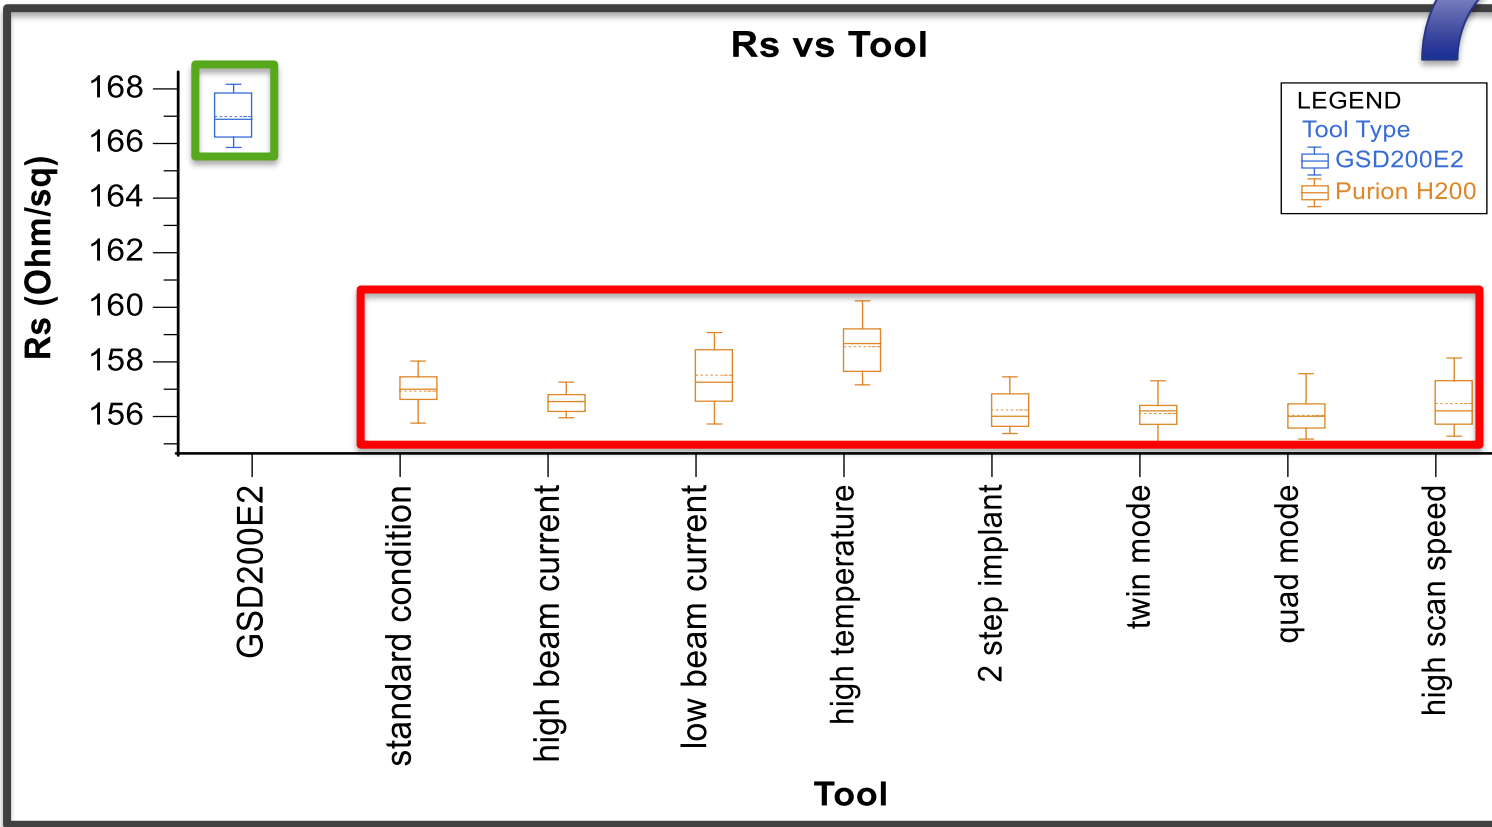 Rs vs Tool
168
166
164
162
160
158
156
Rs (Ohm/sq)
LEGEND
Tool Type
GSD200E2
Purion H200
GSD200E2
standard condition
high beam current
low beam current
high temperature
2 step implant
twin mode
quad mode
high scan speed
Tool